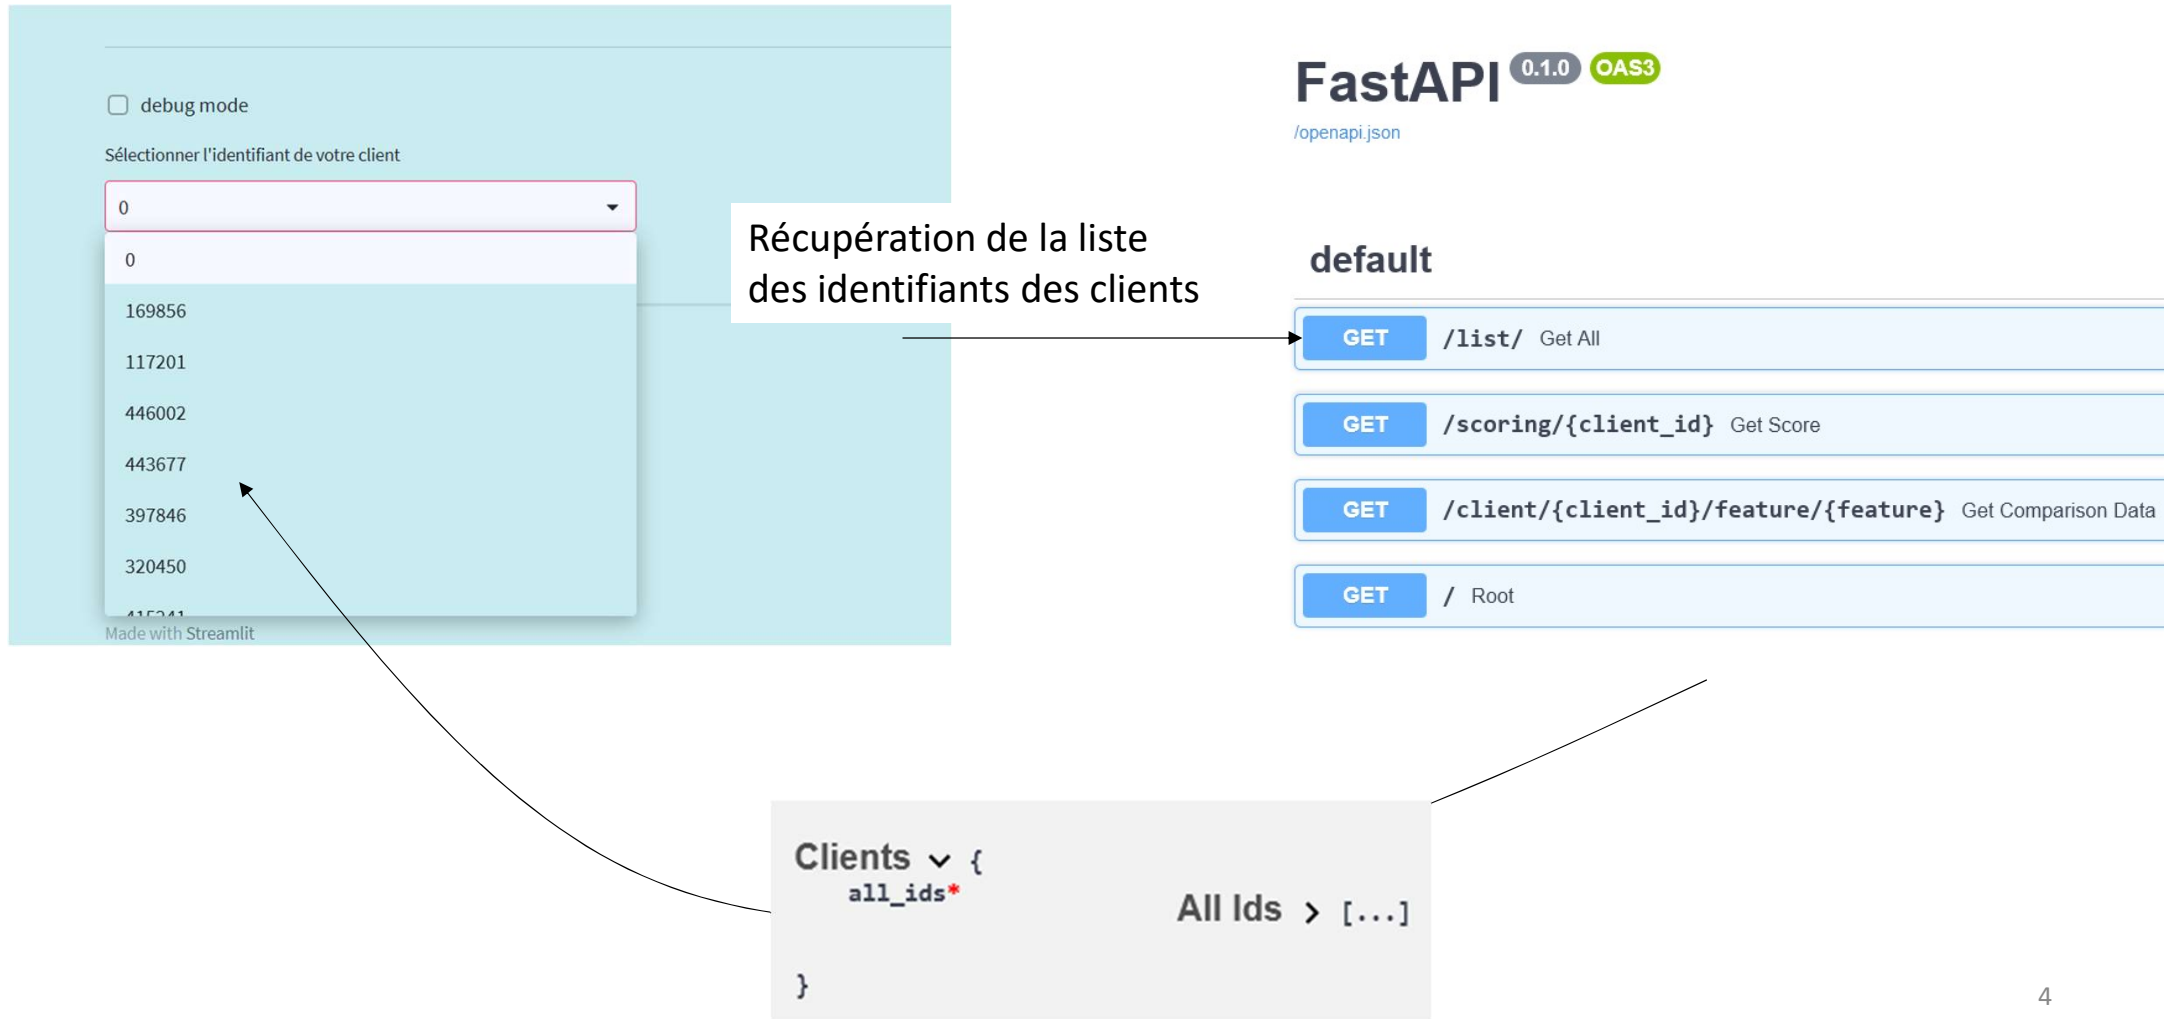 debug mode
Sélectionner l'identifiant de votre client
0
0
169856
117201
446002
443677
397846
320450
415241
Made with Streamlit
Récupération de la liste
des identifiants des clients
FastAPI 0.1.0 OAS3
/openapi.json
default
GET /list/ Get All
GET /scoring/{client_id} Get Score
GET /client/{client_id}/feature/{feature} Get Comparison Data
GET / Root
Clients {
all_ids*
All Ids > [...]
}
4